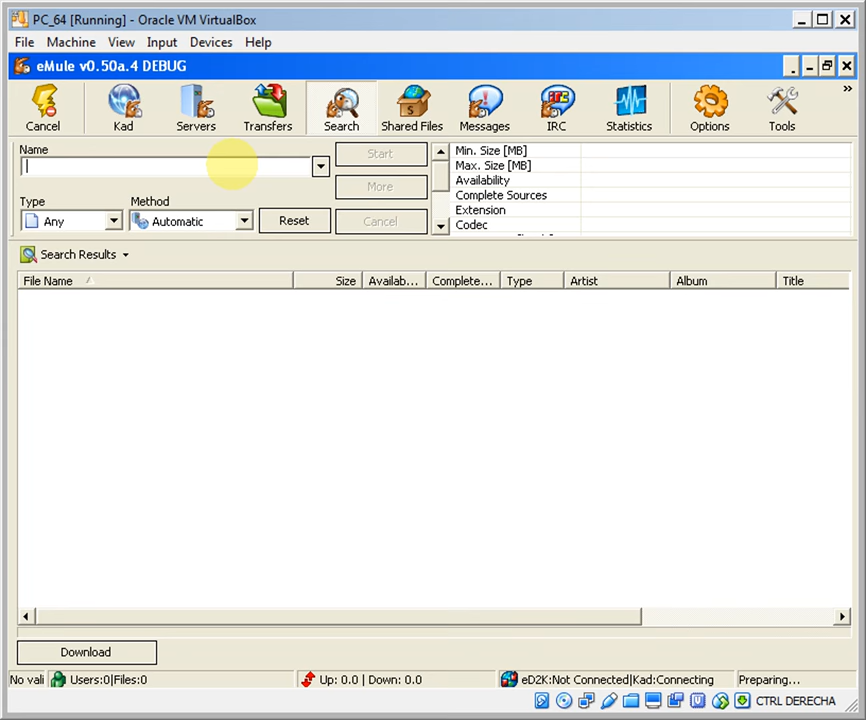 PC_64 [Running] - Oracle VM VirtualBox
File Machine View Input Devices Help
eMule v0.50a.4 DEBUG
Cancel Kad Servers Transfers Search Shared Files Messages IRC Statistics Options Tools
Name
Start
More
Cancel
Type Method
Any Automatic Reset
Min. Size [MB]
Max. Size [MB]
Availability
Complete Sources
Extension
Codec
Search Results
File Name Size Availab... Complete... Type Artist Album Title
Download
No vali Users:0|Files:0 Up: 0.0 | Down: 0.0 eD2K:Not Connected|Kad:Connecting Preparing...
CTRL DERECHA